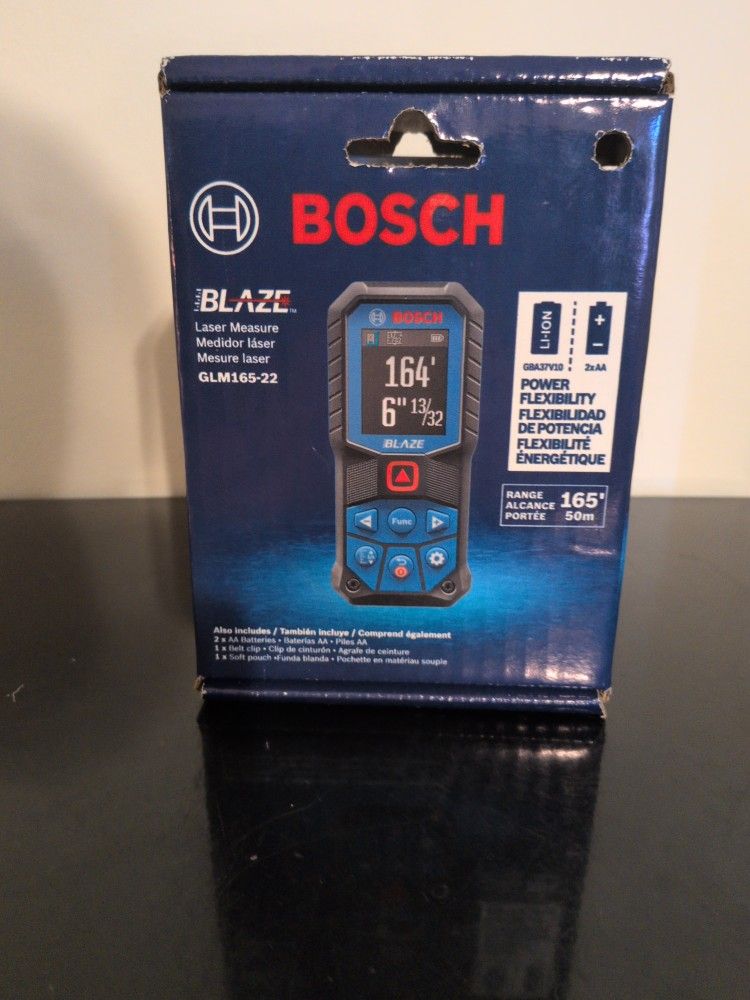 BOSCH
BLAZE™
Laser Measure
Medidor láser
Mesure laser
GLM165-22
BOSCH
164'
6" 13/32
BLAZE
Func
LI-ION
+
−
GBA37V10
2xAA
POWER
FLEXIBILITY
FLEXIBILIDAD
DE POTENCIA
FLEXIBILITÉ
ÉNERGÉTIQUE
RANGE
ALCANCE
PORTÉE
165'
50m
Also includes / También incluye / Comprend également
2 x AA Batteries • Baterías AA • Piles AA
1 x Belt clip • Clip de cinturón • Agrafe de ceinture
1 x Soft pouch •Funda blanda • Pochette en matériau souple